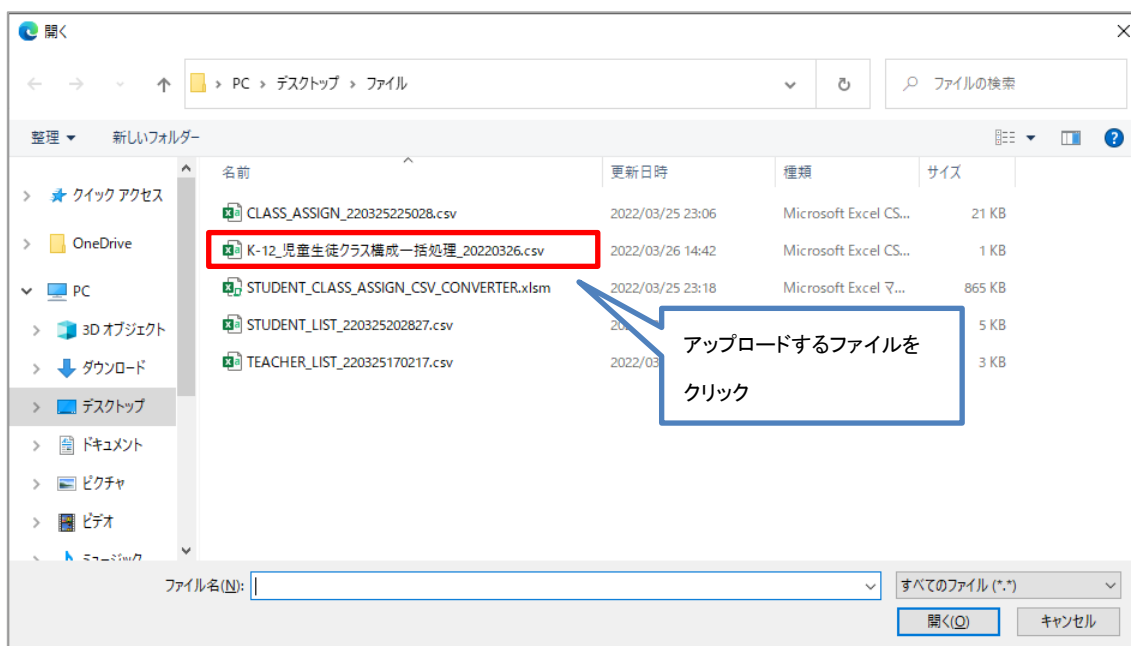 開く
PC › デスクトップ › ファイル
ファイルの検索
整理 新しいフォルダー
名前 更新日時 種類 サイズ
クイック アクセス
OneDrive
PC
3D オブジェクト
ダウンロード
デスクトップ
ドキュメント
ピクチャ
ビデオ
CLASS_ASSIGN_220325225028.csv 2022/03/25 23:06 Microsoft Excel CS... 21 KB
K-12_児童生徒クラス構成一括処理_20220326.csv 2022/03/26 14:42 Microsoft Excel CS... 1 KB
STUDENT_CLASS_ASSIGN_CSV_CONVERTER.xlsm 2022/03/25 23:18 Microsoft Excel マ... 865 KB
STUDENT_LIST_220325202827.csv 5 KB
TEACHER_LIST_220325170217.csv 2022/03 3 KB
アップロードするファイルを
クリック
ファイル名(N): すべてのファイル (*.*)
開く(O) キャンセル